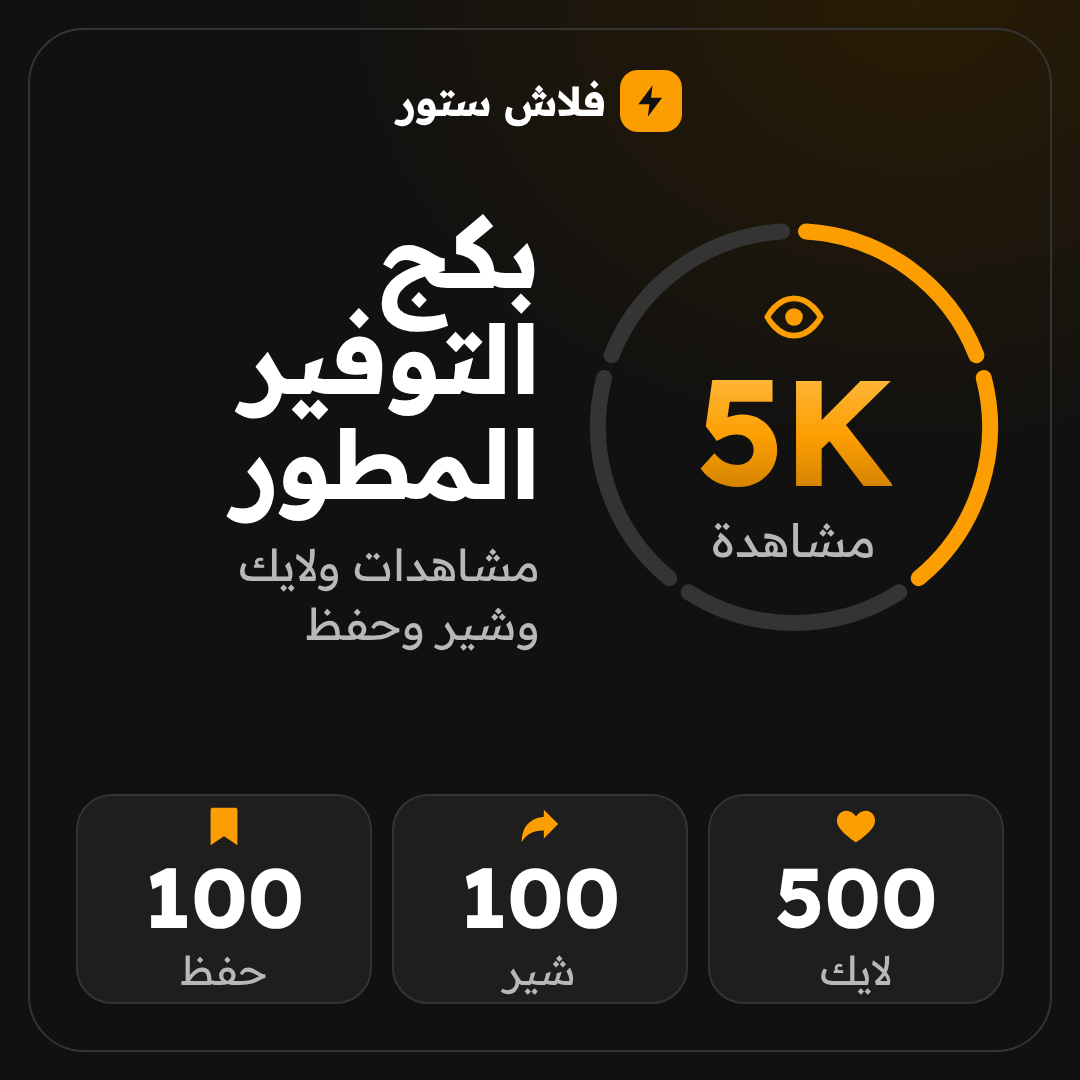 فلاش ستور
5K
مشاهدة
بكج
التوفير
المطور
مشاهدات ولايك
وشير وحفظ
500
لايك
100
شير
100
حفظ